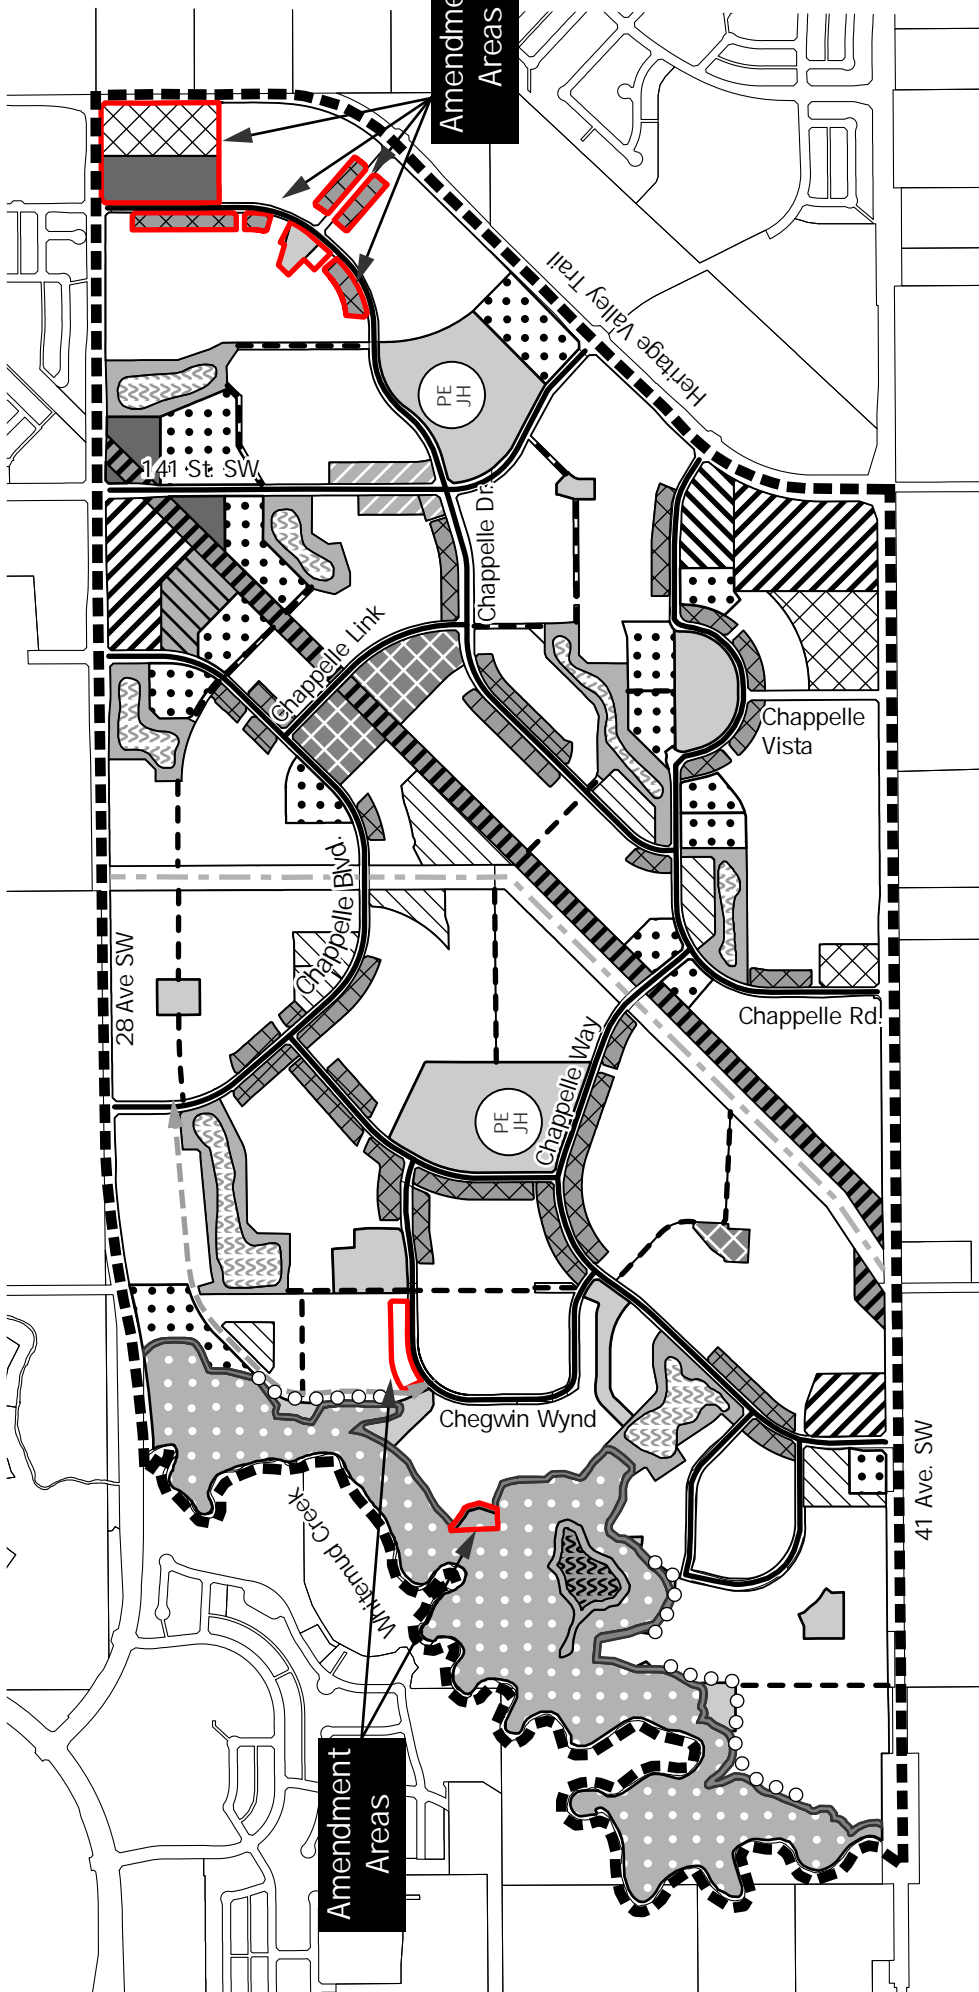 Amendme
Areas
Heritage Valley Trail
PE
JH
141 St. SW
Chappelle Dr.
Chappelle Link
Chappelle
Vista
Chappelle Blvd.
28 Ave SW
Chappelle Rd.
Chappelle Way
PE
JH
Chegwin Wynd
41 Ave. SW
Whitemud Creek
Amendment
Areas